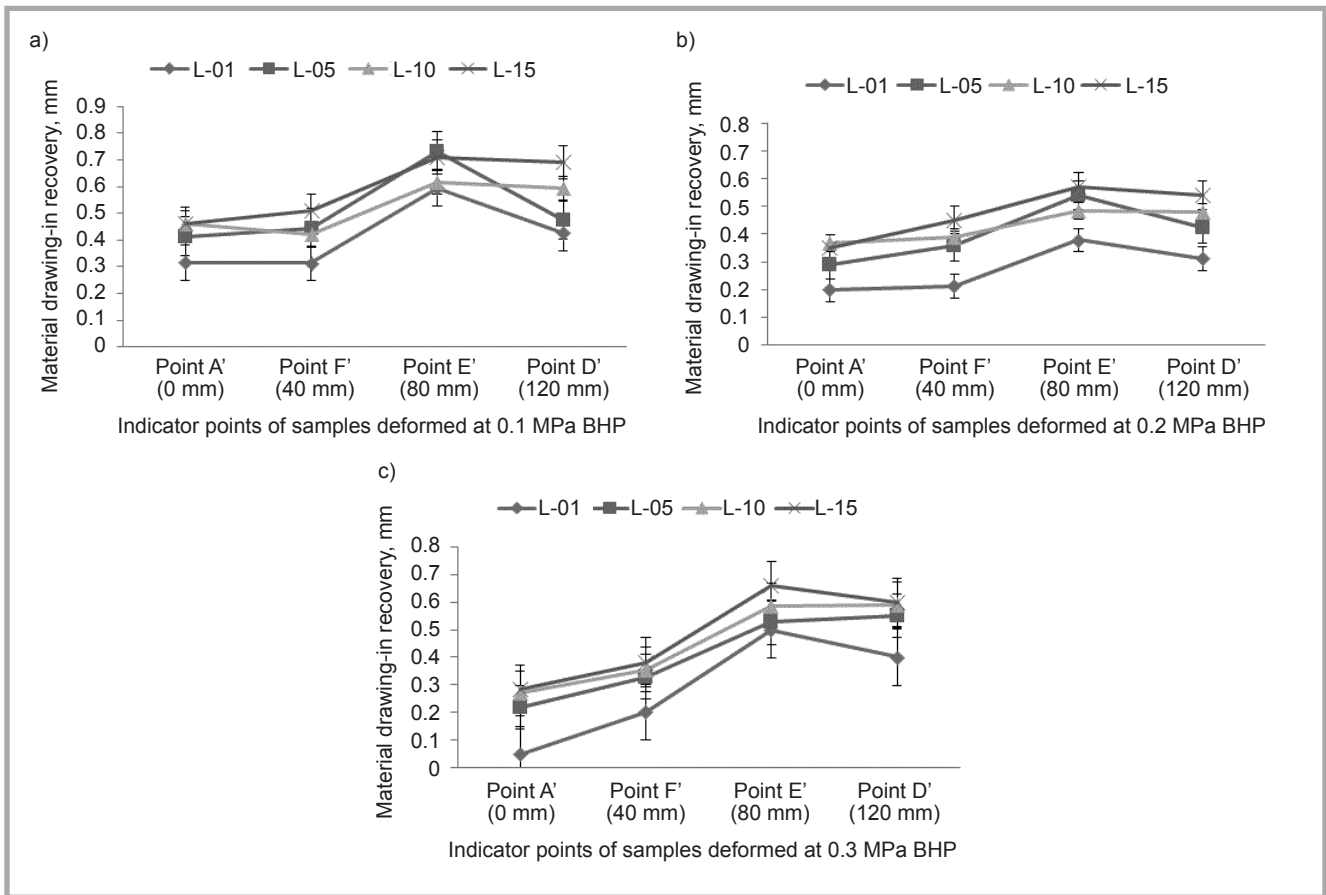 a)
L-01 L-05 L-10 L-15
Material drawing-in recovery, mm
0.9
0.8
0.7
0.6
0.5
0.4
0.3
0.2
0.1
0
Point A’ Point F’ Point E’ Point D’
(0 mm) (40 mm) (80 mm) (120 mm)
Indicator points of samples deformed at 0.1 MPa BHP
b)
L-01 L-05 L-10 L-15
Material drawing-in recovery, mm
0.8
0.7
0.6
0.5
0.4
0.3
0.2
0.1
0
Point A’ Point F’ Point E’ Point D’
(0 mm) (40 mm) (80 mm) (120 mm)
Indicator points of samples deformed at 0.2 MPa BHP
c)
L-01 L-05 L-10 L-15
Material drawing-in recovery, mm
0.8
0.7
0.6
0.5
0.4
0.3
0.2
0.1
0
Point A’ Point F’ Point E’ Point D’
(0 mm) (40 mm) (80 mm) (120 mm)
Indicator points of samples deformed at 0.3 MPa BHP